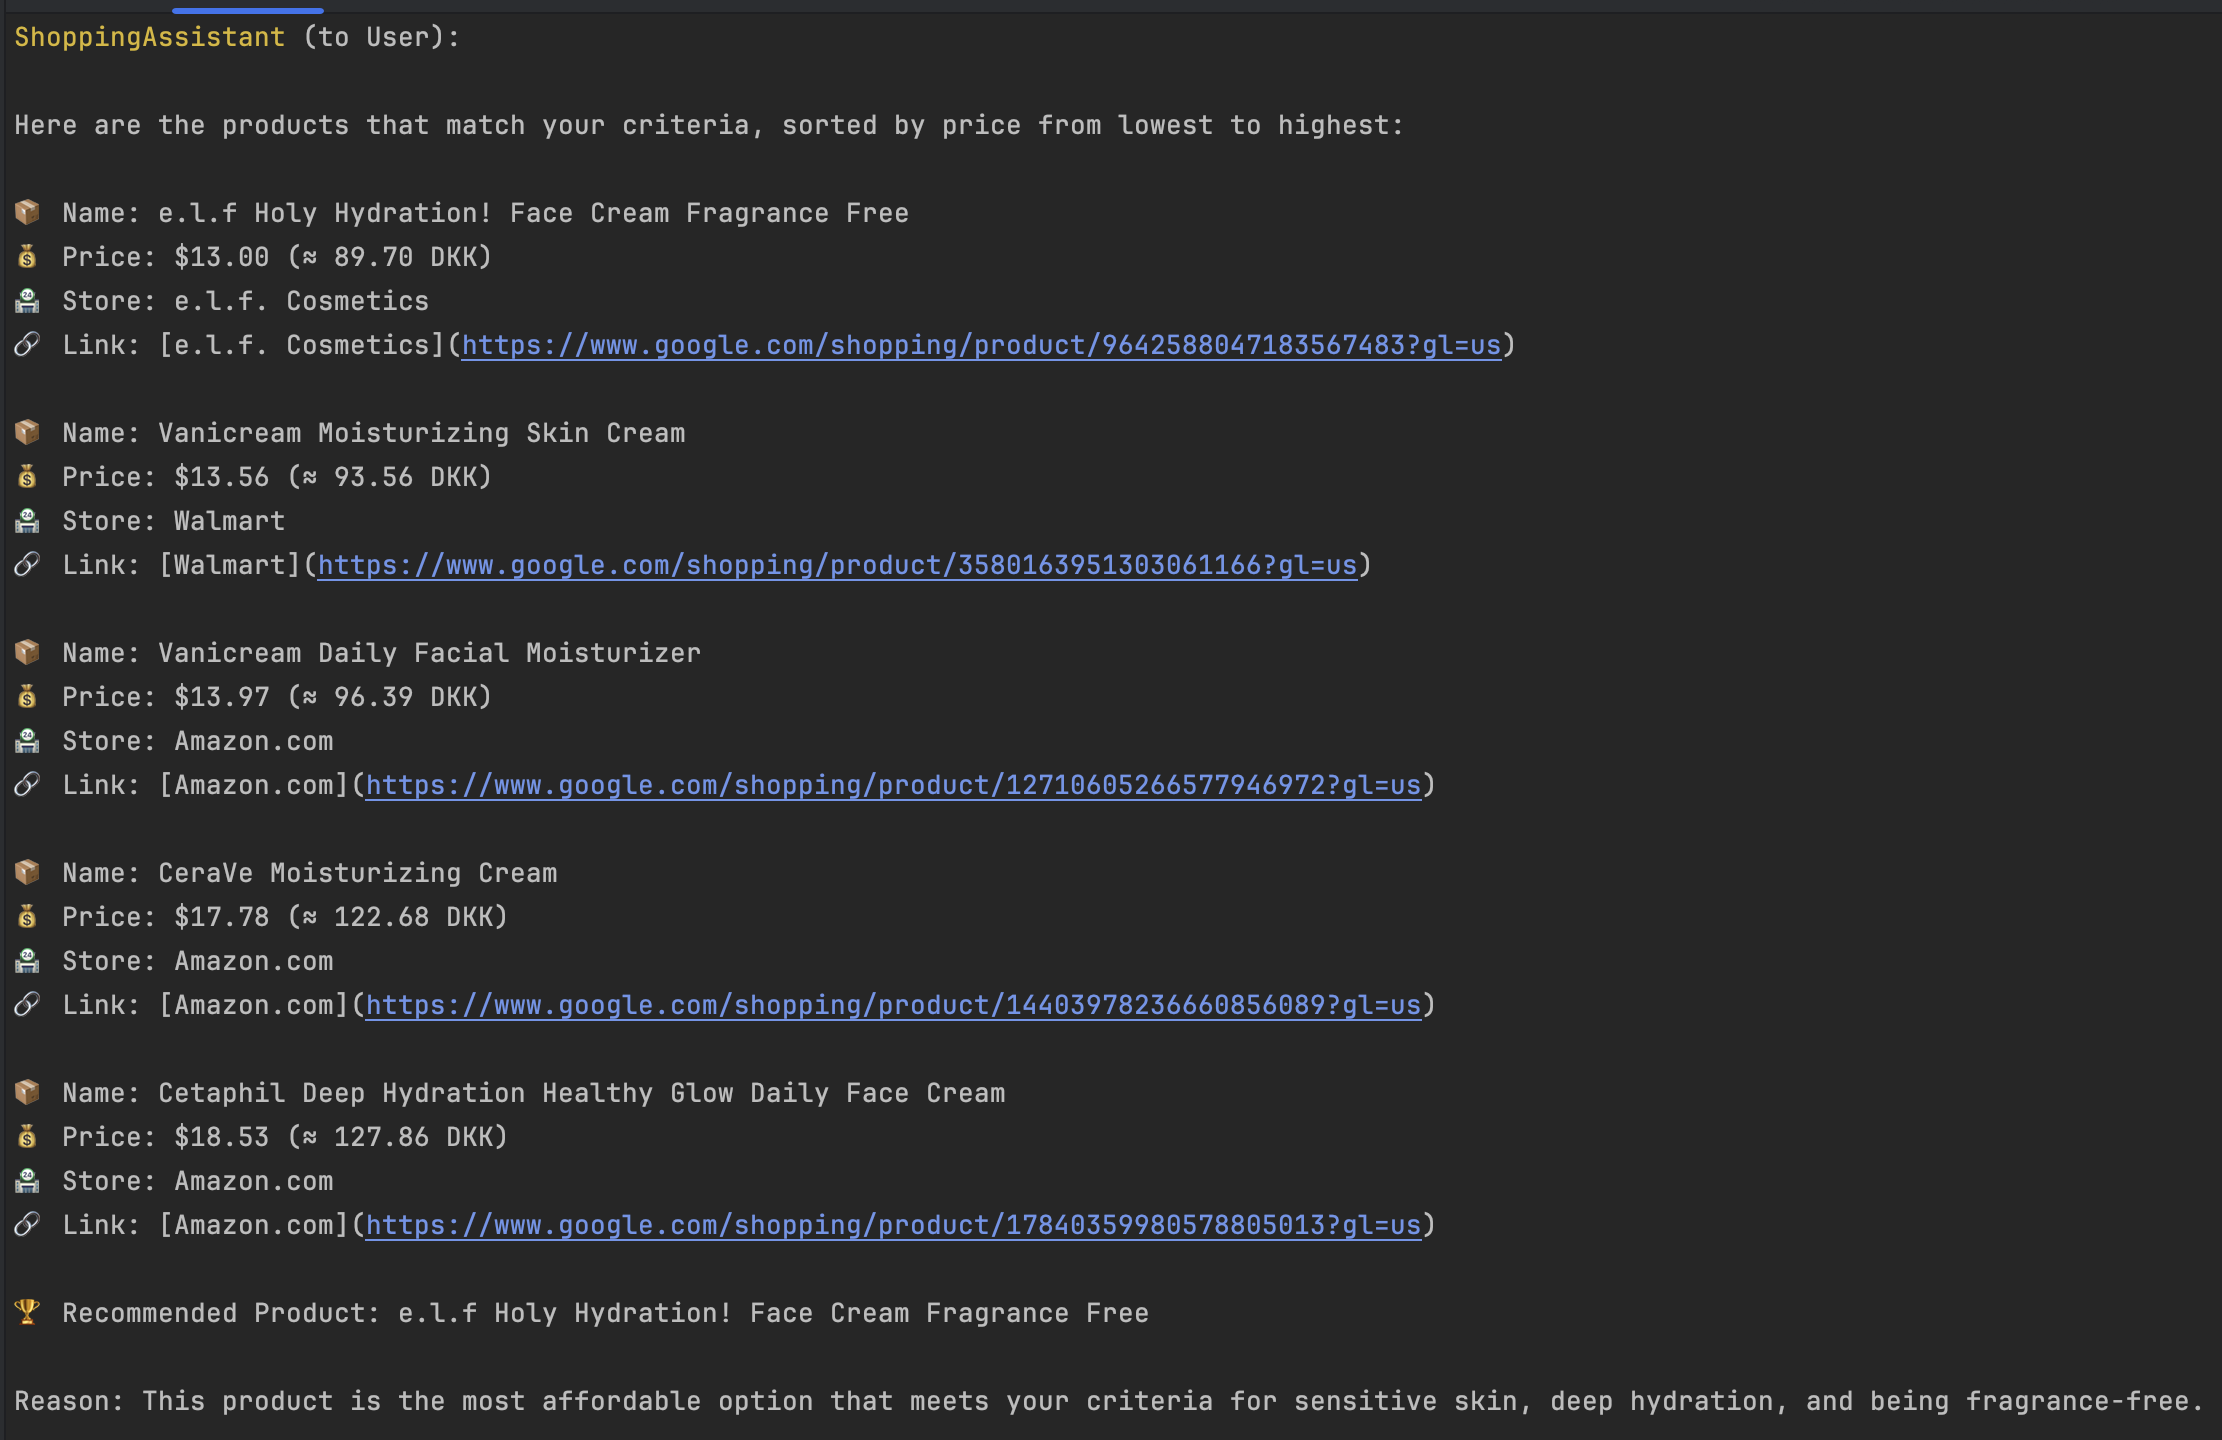 ShoppingAssistant (to User):
Here are the products that match your criteria, sorted by price from lowest to highest:
📦 Name: e.l.f Holy Hydration! Face Cream Fragrance Free
💰 Price: $13.00 (≈ 89.70 DKK)
🏪 Store: e.l.f. Cosmetics
🔗 Link: [e.l.f. Cosmetics](https://www.google.com/shopping/product/9642588047183567483?gl=us)
📦 Name: Vanicream Moisturizing Skin Cream
💰 Price: $13.56 (≈ 93.56 DKK)
🏪 Store: Walmart
🔗 Link: [Walmart](https://www.google.com/shopping/product/3580163951303061166?gl=us)
📦 Name: Vanicream Daily Facial Moisturizer
💰 Price: $13.97 (≈ 96.39 DKK)
🏪 Store: Amazon.com
🔗 Link: [Amazon.com](https://www.google.com/shopping/product/12710605266577946972?gl=us)
📦 Name: CeraVe Moisturizing Cream
💰 Price: $17.78 (≈ 122.68 DKK)
🏪 Store: Amazon.com
🔗 Link: [Amazon.com](https://www.google.com/shopping/product/14403978236660856089?gl=us)
📦 Name: Cetaphil Deep Hydration Healthy Glow Daily Face Cream
💰 Price: $18.53 (≈ 127.86 DKK)
🏪 Store: Amazon.com
🔗 Link: [Amazon.com](https://www.google.com/shopping/product/17840359980578805013?gl=us)
🏆 Recommended Product: e.l.f Holy Hydration! Face Cream Fragrance Free
Reason: This product is the most affordable option that meets your criteria for sensitive skin, deep hydration, and being fragrance-free.